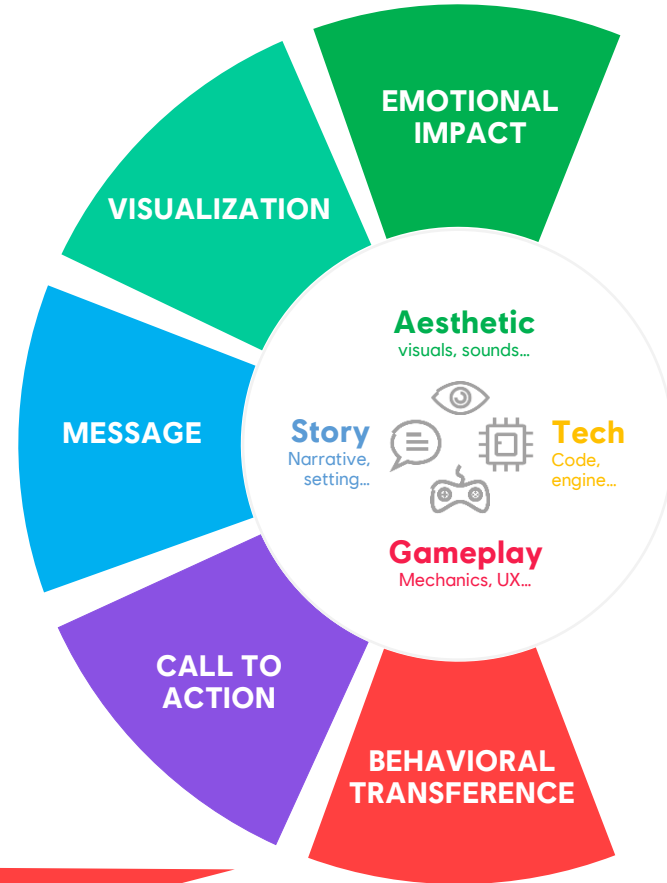 EMOTIONAL
IMPACT
VISUALIZATION
MESSAGE
CALL TO
ACTION
BEHAVIORAL
TRANSFERENCE
Aesthetic
visuals, sounds...
Story
Narrative,
setting...
Tech
Code,
engine...
Gameplay
Mechanics, UX...